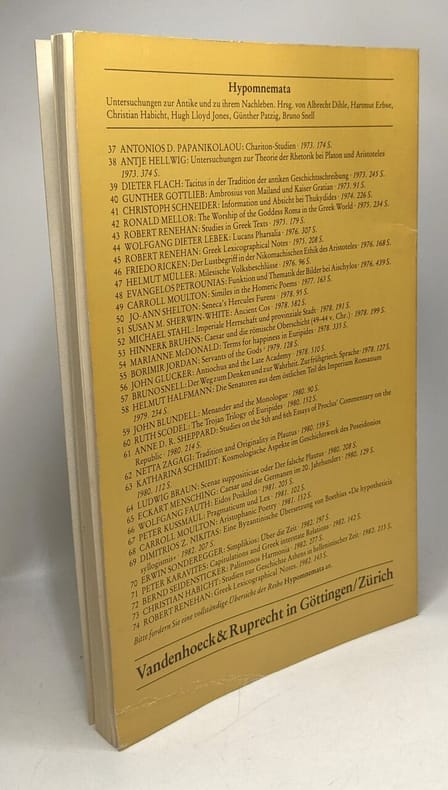 Hypomnemata
Untersuchungen zur Antike und zu ihrem Nachleben. Hrsg. von Albrecht Dihle, Hartmut Erbse,
Christian Habicht, Hugh Lloyd Jones, Günther Patzig, Bruno Snell
37 ANTONIOS D. PAPANIKOLAOU: Chariton-Studien · 1973. 174 S.
38 ANTJE HELLWIG: Untersuchungen zur Theorie der Rhetorik bei Platon und Aristoteles
1973. 374 S.
39 DIETER FLACH: Tacitus in der Tradition der antiken Geschichtsschreibung · 1973. 245 S.
40 GUNTHER GOTTLIEB: Ambrosius von Mailand und Kaiser Gratian · 1973. 91 S.
41 CHRISTOPH SCHNEIDER: Information und Absicht bei Thukydides · 1974. 226 S.
42 RONALD MELLOR: The Worship of the Goddess Roma in the Greek World · 1975. 234 S.
43 ROBERT RENEHAN: Studies in Greek Texts · 1975. 179 S.
44 WOLFGANG DIETER LEBEK: Lucans Pharsalia · 1976. 307 S.
45 ROBERT RENEHAN: Greek Lexicographical Notes · 1975. 208 S.
46 FRIEDO RICKEN: Der Lustbegriff in der Nikomachischen Ethik des Aristoteles · 1976. 168 S.
47 HELMUT MÜLLER: Milesische Volksbeschlüsse · 1976. 96 S.
48 EVANGELOS PETROUNIAS: Funktion und Thematik der Bilder bei Aischylos · 1976. 439 S.
49 CARROLL MOULTON: Similes in the Homeric Poems · 1977. 163 S.
50 JO-ANN SHELTON: Seneca's Hercules Furens · 1978. 95 S.
51 SUSAN M. SHERWIN-WHITE: Ancient Cos · 1978. 582 S.
52 MICHAEL STAHL: Imperiale Herrschaft und provinziale Stadt · 1978. 191 S.
53 HINNERK BRUHNS: Caesar und die römische Oberschicht (49–44 v. Chr.) · 1978. 199 S.
54 MARIANNE McDONALD: Terms for happiness in Euripides · 1978. 335 S.
55 BORIMIR JORDAN: Servants of the Gods · 1979. 128 S.
56 JOHN GLUCKER: Antiochus and the Late Academy · 1978. 510 S.
57 BRUNO SNELL: Der Weg zum Denken und zur Wahrheit. Zur frühgriech. Sprache · 1978. 127 S.
58 HELMUT HALFMANN: Die Senatoren aus dem östlichen Teil des Imperium Romanum
1979. 234 S.
59 JOHN BLUNDELL: Menander and the Monologue · 1980. 90 S.
60 RUTH SCODEL: The Trojan Trilogy of Euripides · 1980. 152 S.
61 ANNE D. R. SHEPPARD: Studies on the 5th and 6th Essays of Proclus' Commentary on the
Republic · 1980. 214 S.
62 NETTA ZAGAGI: Tradition and Originality in Plautus · 1980. 159 S.
63 KATHARINA SCHMIDT: Kosmologische Aspekte im Geschichtswerk des Poseidonios
1980. 112 S.
64 LUDWIG BRAUN: Scenae suppositiciae oder Der falsche Plautus · 1980. 208 S.
65 ECKART MENSCHING: Caesar und die Germanen im 20. Jahrhundert · 1980. 129 S.
66 WOLFGANG FAUTH: Eidos Poikilon · 1981. 205 S.
67 PETER KUSSMAUL: Pragmaticum und Lex · 1981. 102 S.
68 CARROLL MOULTON: Aristophanic Poetry · 1981. 152 S.
69 DIMITRIOS Z. NIKITAS: Eine Byzantinische Übersetzung von Boethius »De hypotheticis
syllogismis« · 1982. 207 S.
70 ERWIN SONDEREGGER: Simplikios: Über die Zeit · 1982. 197 S.
71 PETER KARAVITES: Capitulations and Greek interstate Relations · 1982. 142 S.
72 BERND SEIDENSTICKER: Palintonos Harmonia · 1982. 277 S.
73 CHRISTIAN HABICHT: Studien zur Geschichte Athens in hellenistischer Zeit · 1982. 215 S.
74 ROBERT RENEHAN: Greek Lexicographical Notes. 1982. 143 S.
Bitte fordern Sie eine vollständige Übersicht der Reihe Hypomnemata an.
Vandenhoeck & Ruprecht in Göttingen/Zürich